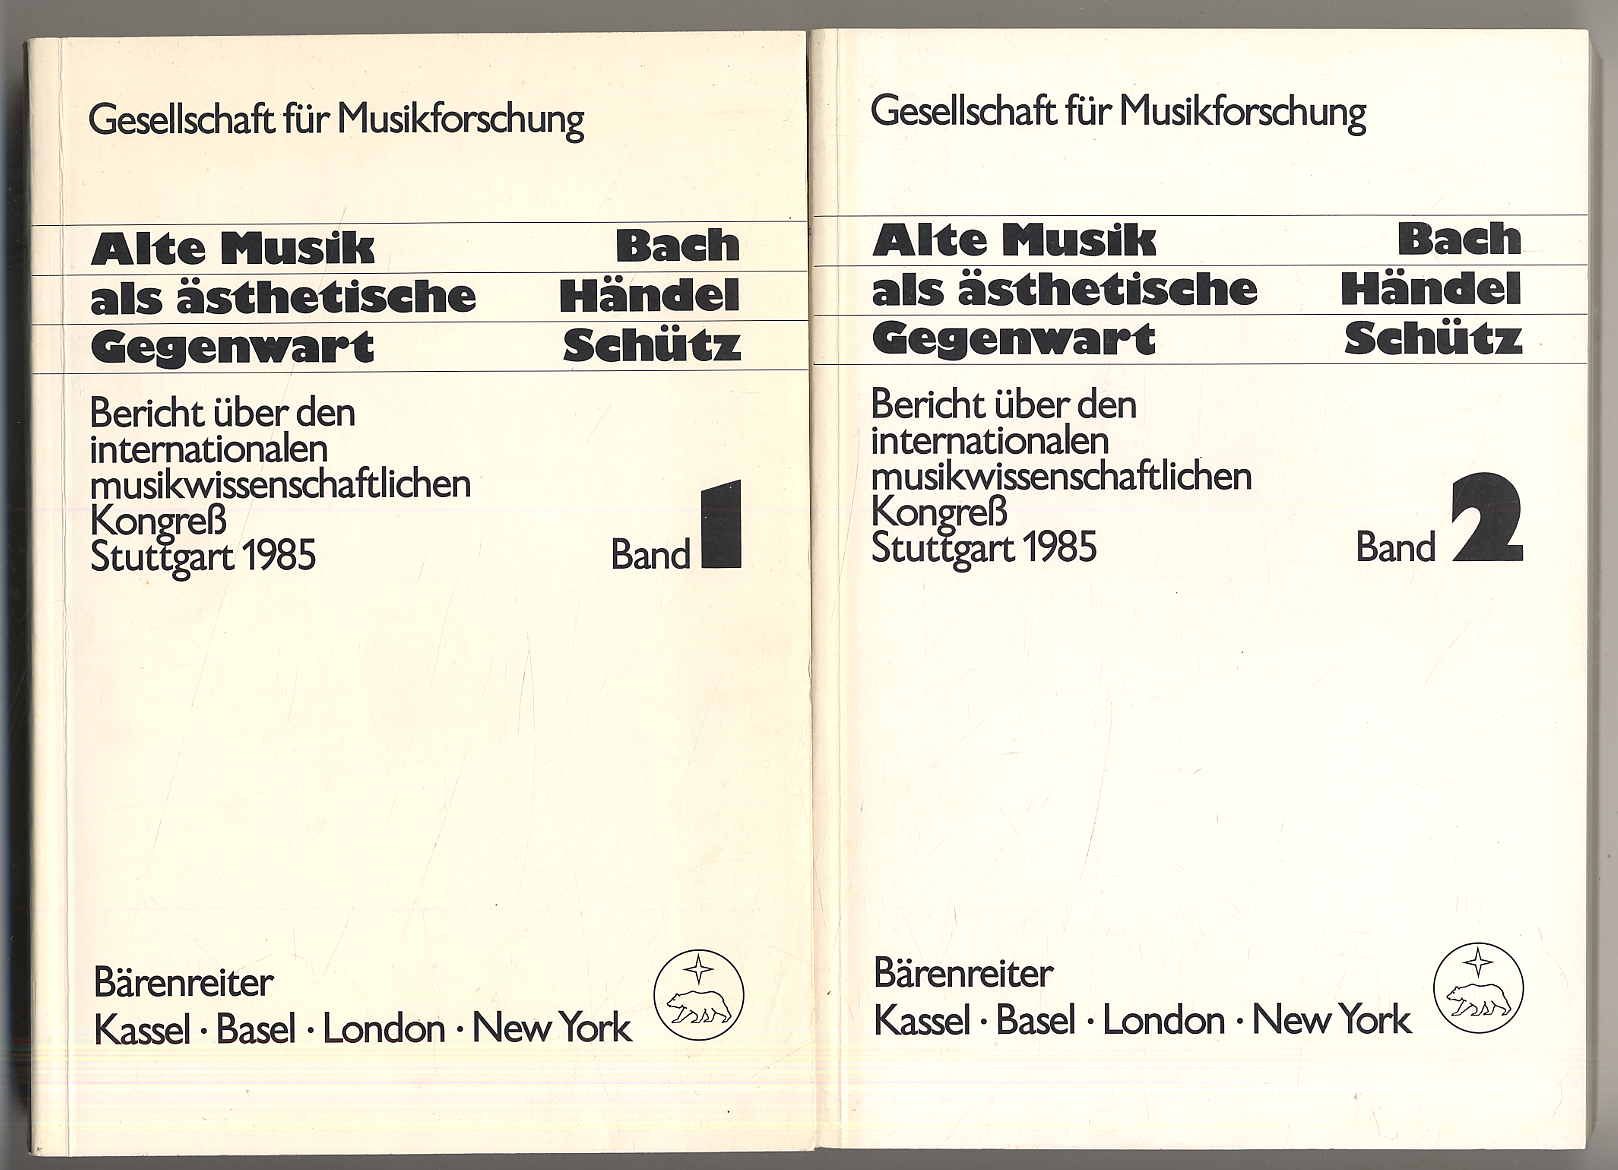 Gesellschaft für Musikforschung
Alte Musik Bach
als ästhetische Händel
Gegenwart Schütz
Bericht über den
internationalen
musikwissenschaftlichen
Kongreß
Stuttgart 1985 Band 1
Bärenreiter
Kassel · Basel · London · New York
Gesellschaft für Musikforschung
Alte Musik Bach
als ästhetische Händel
Gegenwart Schütz
Bericht über den
internationalen
musikwissenschaftlichen
Kongreß
Stuttgart 1985 Band 2
Bärenreiter
Kassel · Basel · London · New York